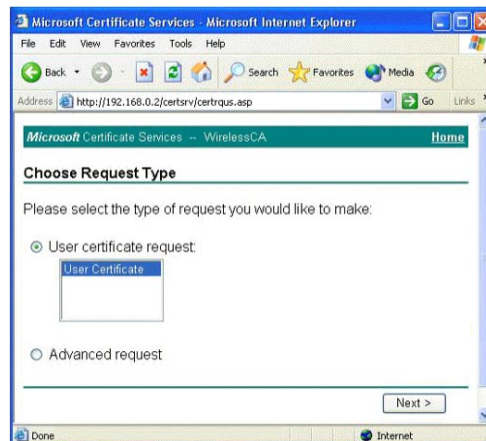 Microsoft Certificate Services - Microsoft Internet Explorer
File Edit View Favorites Tools Help
Back Search Favorites Media
Address http://192.168.0.2/certsrv/certrqus.asp Go Links
Microsoft Certificate Services -- WirelessCA Home
Choose Request Type
Please select the type of request you would like to make:
User certificate request:
User Certificate
Advanced request
Next >
Done Internet